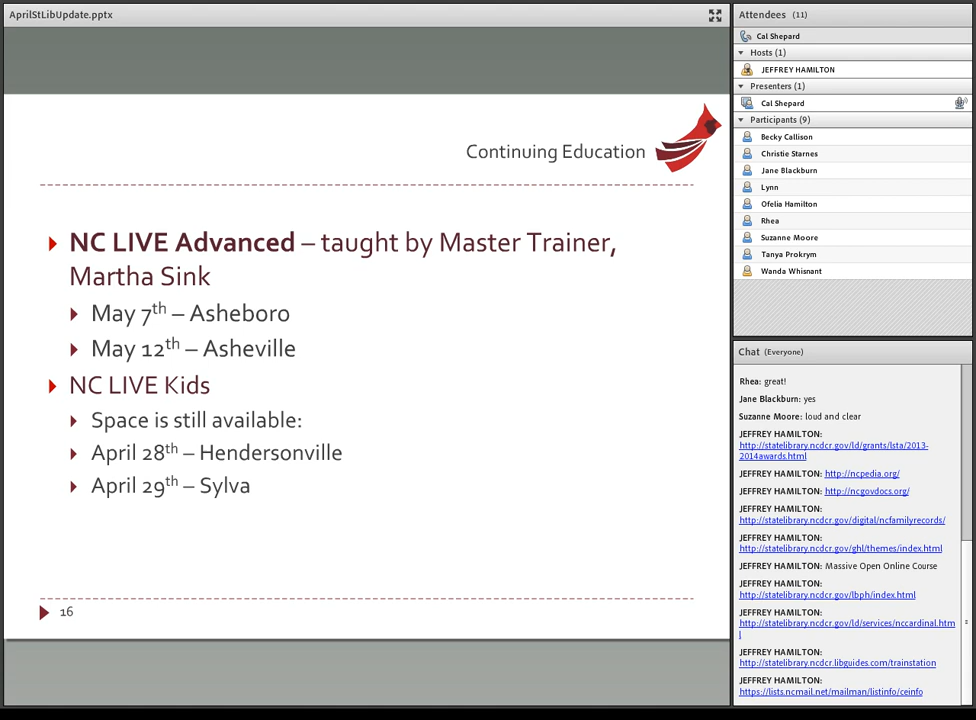 AprilStLibUpdate.pptx
Continuing Education
NC LIVE Advanced – taught by Master Trainer,
Martha Sink
May 7th – Asheboro
May 12th – Asheville
NC LIVE Kids
Space is still available:
April 28th – Hendersonville
April 29th – Sylva
16
Attendees (11)
Cal Shepard
Hosts (1)
JEFFREY HAMILTON
Presenters (1)
Cal Shepard
Participants (9)
Becky Callison
Christie Starnes
Jane Blackburn
Lynn
Ofelia Hamilton
Rhea
Suzanne Moore
Tanya Prokrym
Wanda Whisnant
Chat (Everyone)
Rhea: great!
Jane Blackburn: yes
Suzanne Moore: loud and clear
JEFFREY HAMILTON:
http://statelibrary.ncdcr.gov/ld/grants/lsta/2013-
2014awards.html
JEFFREY HAMILTON: http://ncpedia.org/
JEFFREY HAMILTON: http://ncgovdocs.org/
JEFFREY HAMILTON:
http://statelibrary.ncdcr.gov/digital/ncfamilyrecords/
JEFFREY HAMILTON:
http://statelibrary.ncdcr.gov/ghl/themes/index.html
JEFFREY HAMILTON: Massive Open Online Course
JEFFREY HAMILTON:
http://statelibrary.ncdcr.gov/lbph/index.html
JEFFREY HAMILTON:
http://statelibrary.ncdcr.gov/ld/services/nccardinal.htm
l
JEFFREY HAMILTON:
http://statelibrary.ncdcr.libguides.com/trainstation
JEFFREY HAMILTON:
https://lists.ncmail.net/mailman/listinfo/ceinfo